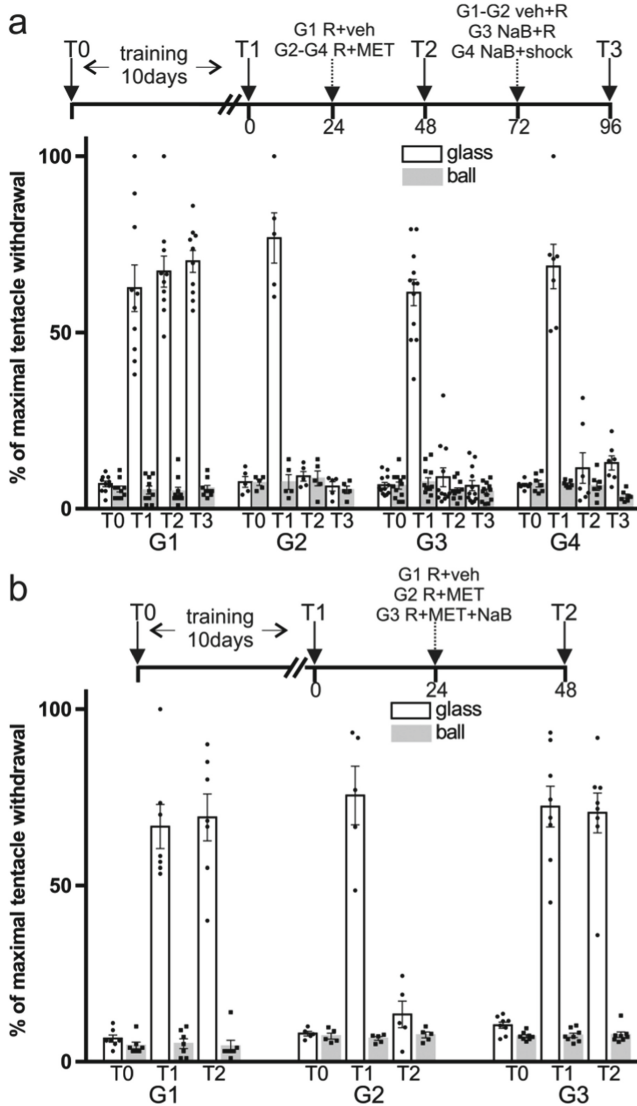 a
G1-G2 veh+R
G1 R+veh
G3 NaB+R
T0
training
T1
G2-G4 R+MET
T2
G4 NaB+shock
T3
10days
0
24
48
72
96
% of maximal tentacle withdrawal
100
50
0
glass
ball
T0 T1 T2 T3
T0 T1 T2 T3
T0 T1 T2 T3
T0 T1 T2 T3
G1
G2
G3
G4
b
G1 R+veh
G2 R+MET
T0
training
T1
G3 R+MET+NaB
T2
10days
0
24
48
% of maximal tentacle withdrawal
100
50
0
glass
ball
T0 T1 T2
T0 T1 T2
T0 T1 T2
G1
G2
G3